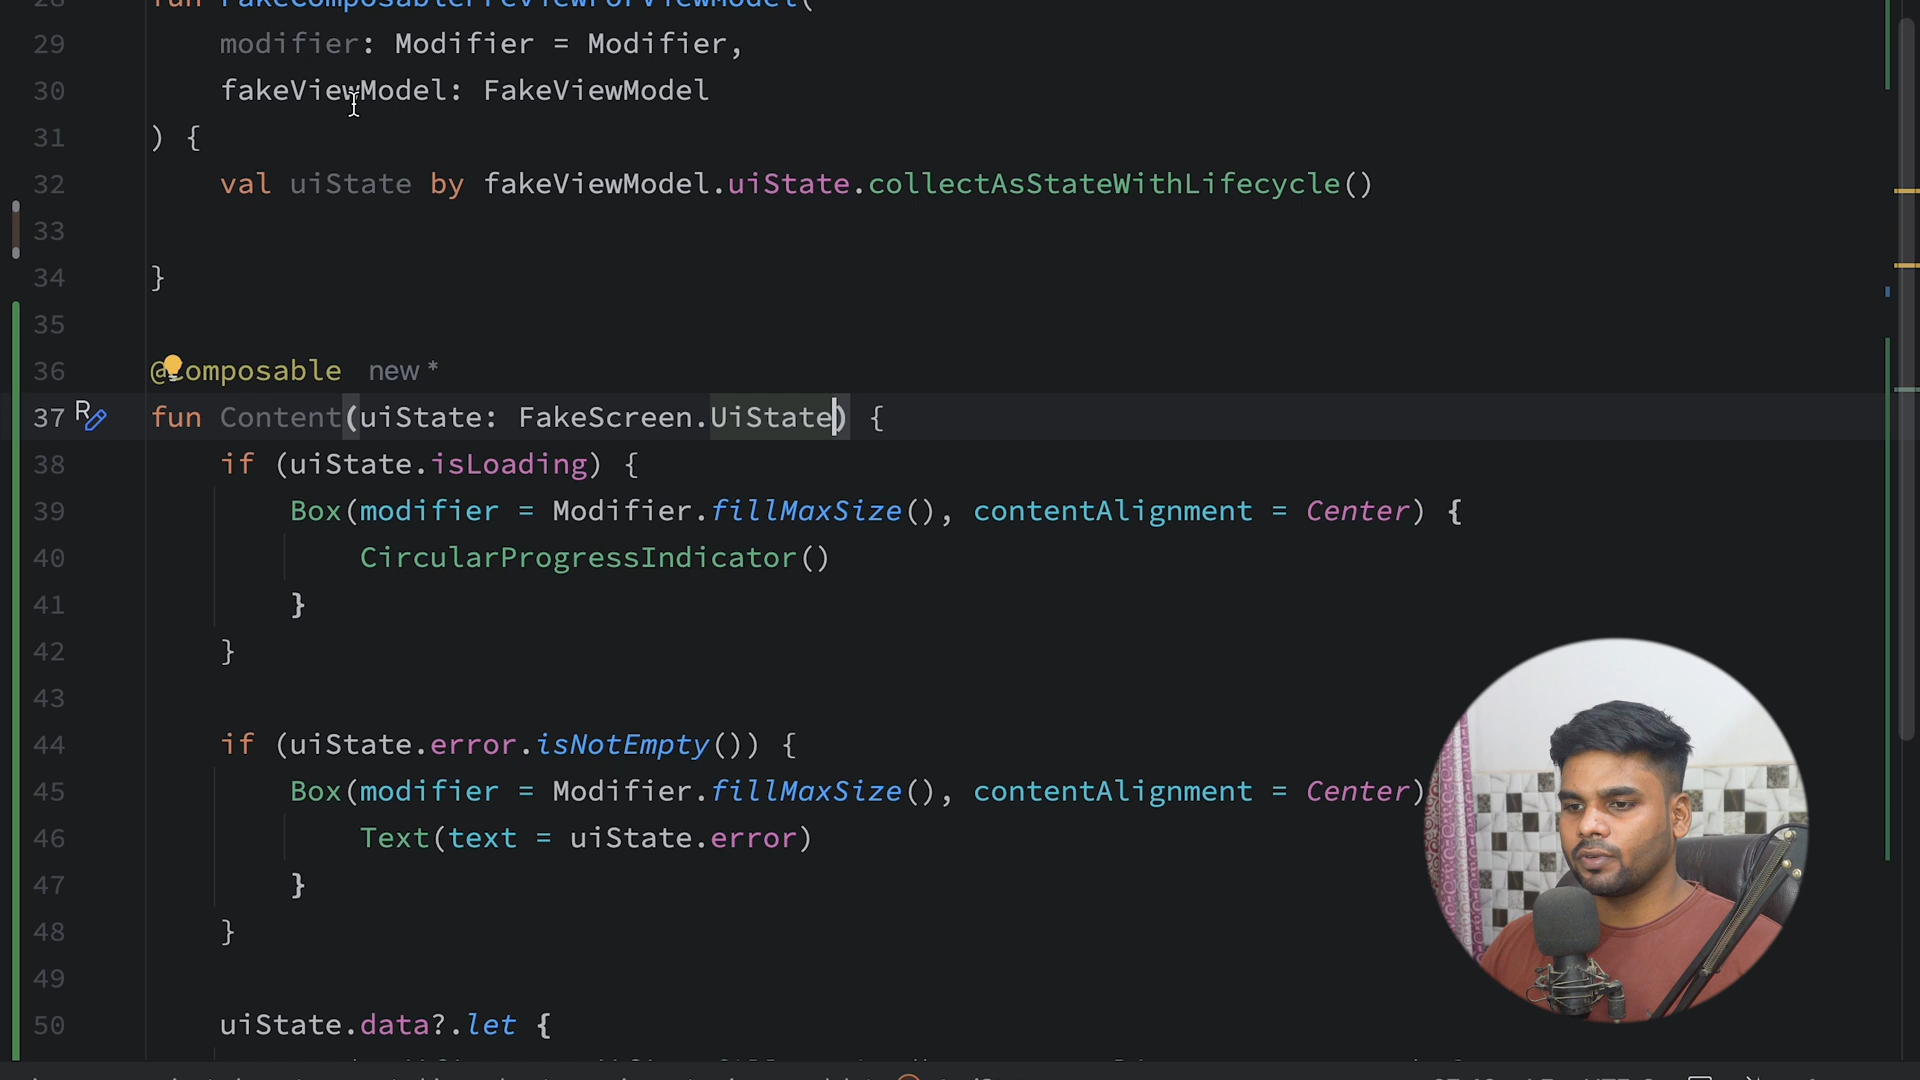 28 fun FakeComposablePreviewForViewModel(
29 modifier: Modifier = Modifier,
30 fakeViewModel: FakeViewModel
31 ) {
32 val uiState by fakeViewModel.uiState.collectAsStateWithLifecycle()
33
34 }
35
36 @Composable new *
37 fun Content(uiState: FakeScreen.UiState) {
38 if (uiState.isLoading) {
39 Box(modifier = Modifier.fillMaxSize(), contentAlignment = Center) {
40 CircularProgressIndicator()
41 }
42 }
43
44 if (uiState.error.isNotEmpty()) {
45 Box(modifier = Modifier.fillMaxSize(), contentAlignment = Center)
46 Text(text = uiState.error)
47 }
48 }
49
50 uiState.data?.let {